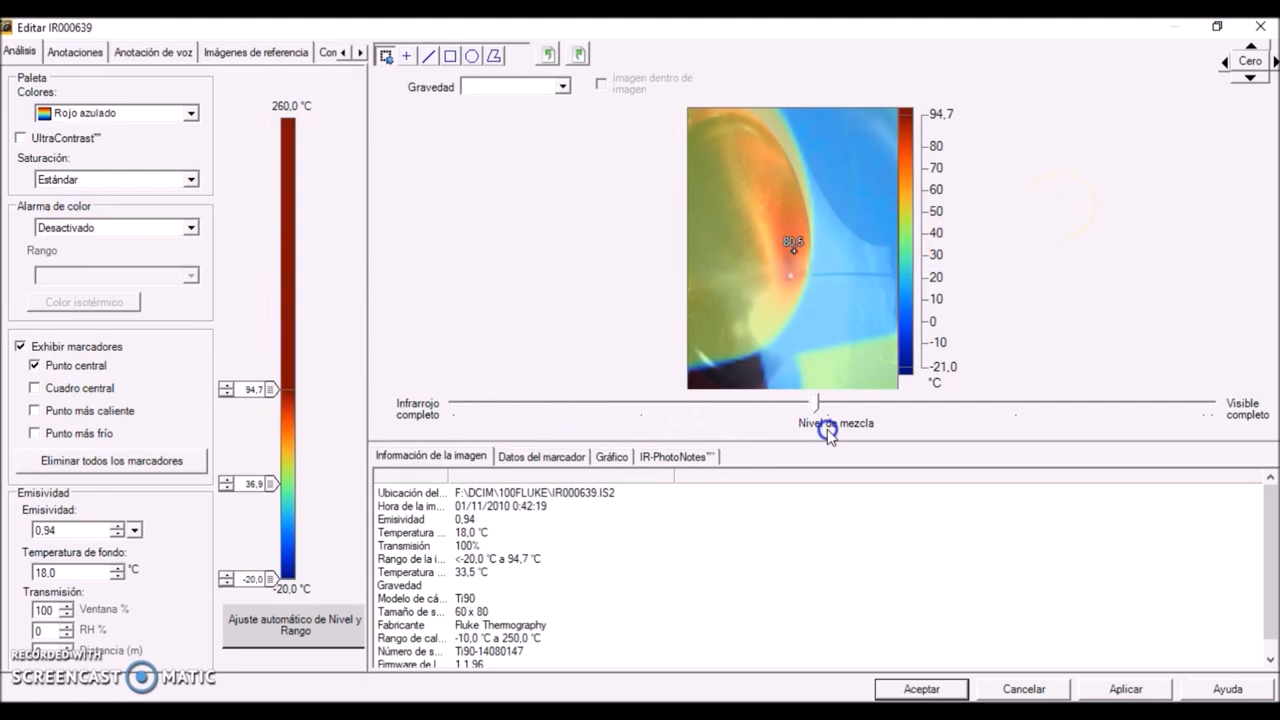 Editar IR000639
Análisis Anotaciones Anotación de voz Imágenes de referencia Con
Paleta
Colores:
Rojo azulado
UltraContrast™
Saturación:
Estándar
Alarma de color
Desactivado
Rango
Color isotérmico
Exhibir marcadores
Punto central
Cuadro central
Punto más caliente
Punto más frío
Eliminar todos los marcadores
Emisividad
Emisividad:
0,94
Temperatura de fondo:
18,0 °C
Transmisión:
100 Ventana %
0 RH %
Distancia (m)
RECORDED WITH
SCREENCAST MATIC
260,0 °C
94,7
36,9
-20,0
-20,0 °C
Ajuste automático de Nivel y
Rango
Gravedad
Imagen dentro de
imagen
Cero
80,5
94,7
80
70
60
50
40
30
20
10
0
-10
-21,0
°C
Infrarrojo
completo
Nivel de mezcla
Visible
completo
Información de la imagen Datos del marcador Gráfico IR-PhotoNotes™
Ubicación del... F:\DCIM\100FLUKE\IR000639.IS2
Hora de la im... 01/11/2010 0:42:19
Emisividad 0,94
Temperatura ... 18,0 °C
Transmisión 100%
Rango de la i... <-20,0 °C a 94,7 °C
Temperatura ... 33,5 °C
Gravedad
Modelo de cá... Ti90
Tamaño de s... 60 x 80
Fabricante Fluke Thermography
Rango de cal... -10,0 °C a 250,0 °C
Número de s... Ti90-14080147
Firmware de l... 1.1.96
Aceptar Cancelar Aplicar Ayuda